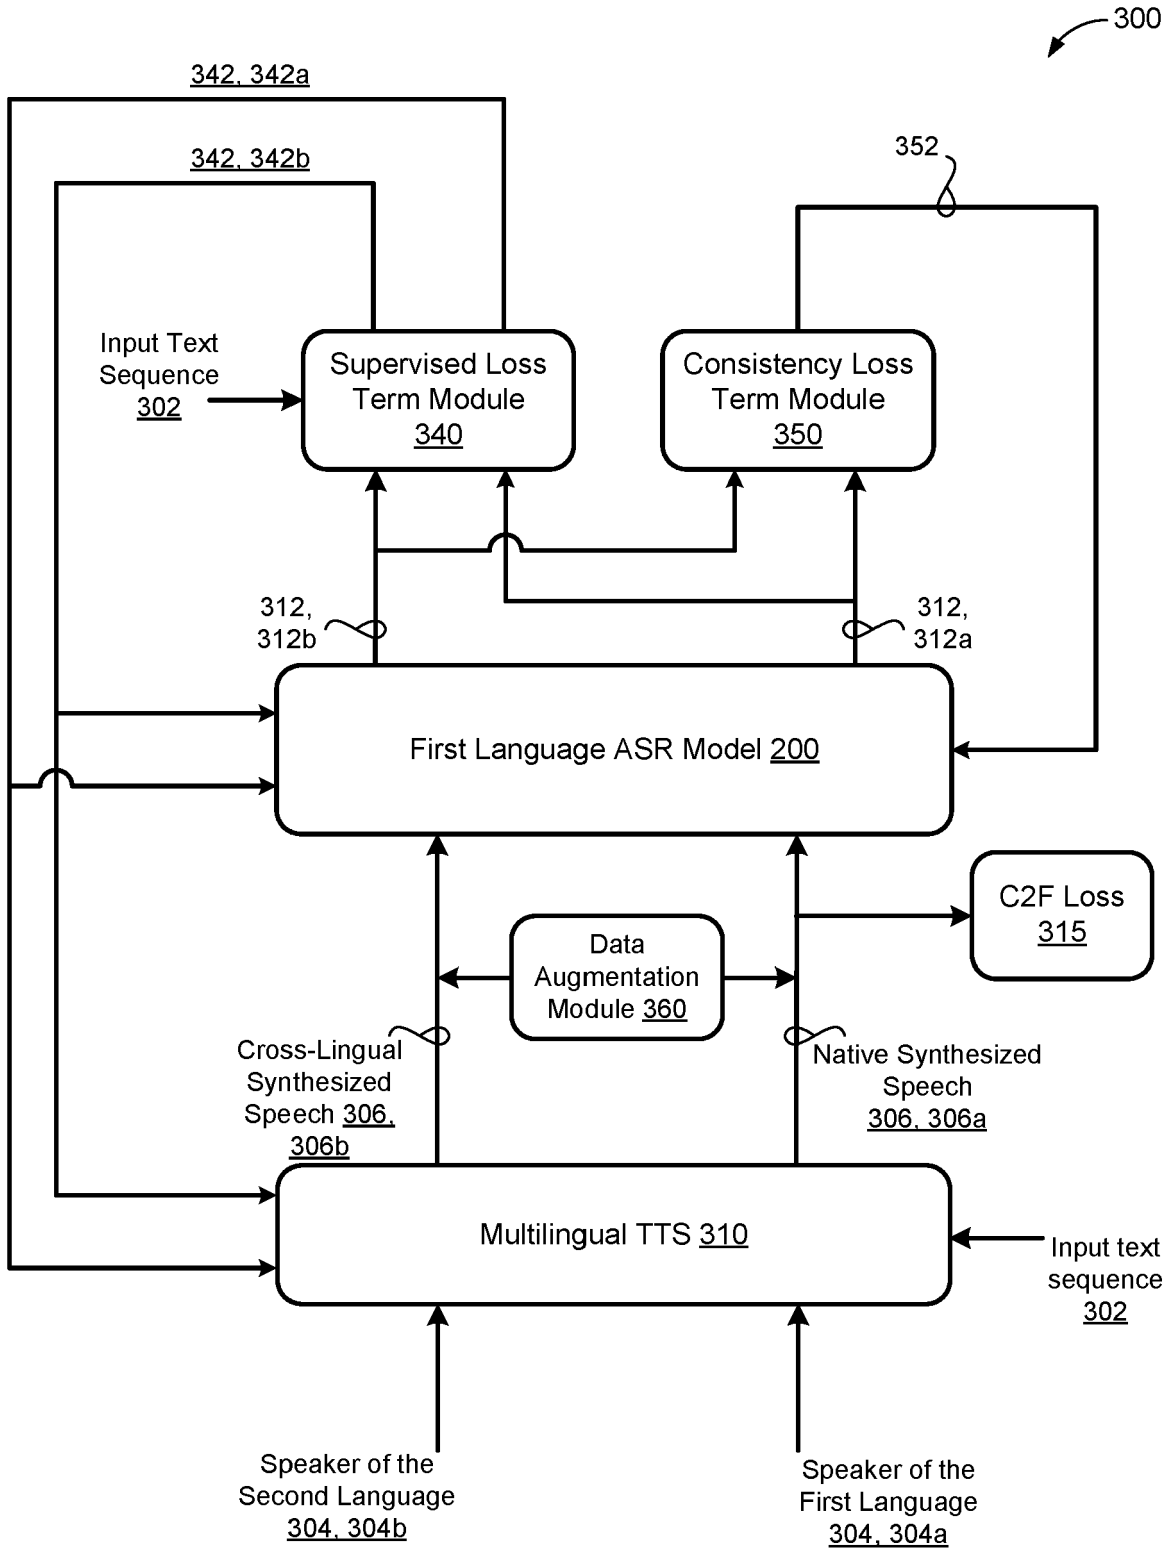 300
342, 342a
342, 342b
352
Input Text
Sequence
302
Supervised Loss
Term Module
340
Consistency Loss
Term Module
350
312,
312b
312,
312a
First Language ASR Model 200
C2F Loss
315
Data
Augmentation
Module 360
Cross-Lingual
Synthesized
Speech 306,
306b
Native Synthesized
Speech
306, 306a
Multilingual TTS 310
Input text
sequence
302
Speaker of the
Second Language
304, 304b
Speaker of the
First Language
304, 304a